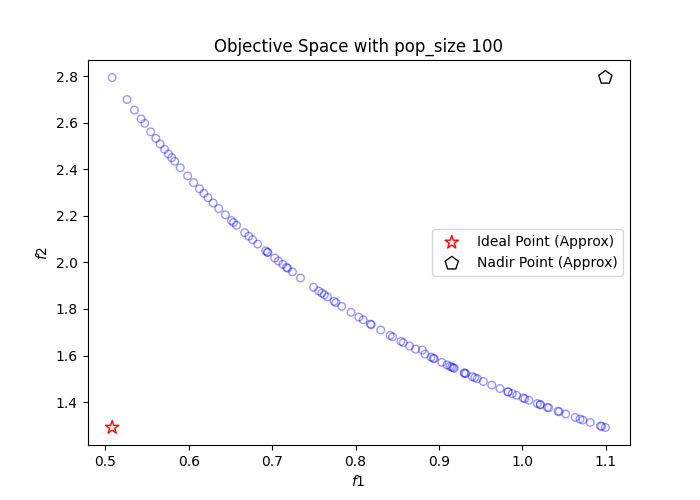 Objective Space with pop_size 100
f2
2.8
2.6
2.4
2.2
2.0
1.8
1.6
1.4
Ideal Point (Approx)
Nadir Point (Approx)
0.5 0.6 0.7 0.8 0.9 1.0 1.1
f1